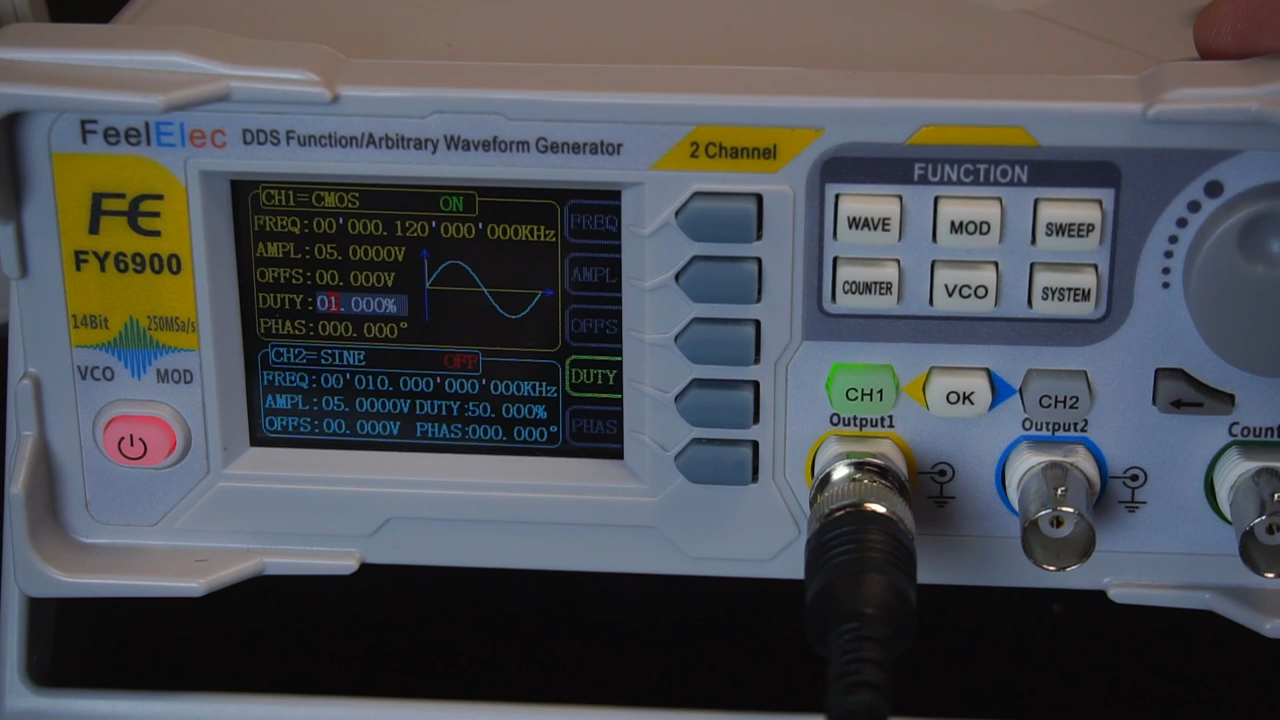 FeelElec DDS Function/Arbitrary Waveform Generator
2 Channel
FE
FY6900
14Bit 250MSa/s
VCO MOD
CH1=CMOS ON
FREQ:00'000.120'000'000KHz
AMPL:05.0000V
OFFS:00.000V
DUTY:01.000%
PHAS:000.000°
CH2=SINE OFF
FREQ:00'010.000'000'000KHz
AMPL:05.0000V DUTY:50.000%
OFFS:00.000V PHAS:000.000°
FREQ
AMPL
OFFS
DUTY
PHAS
FUNCTION
WAVE MOD SWEEP
COUNTER VCO SYSTEM
CH1 OK CH2
Output1 Output2 Count